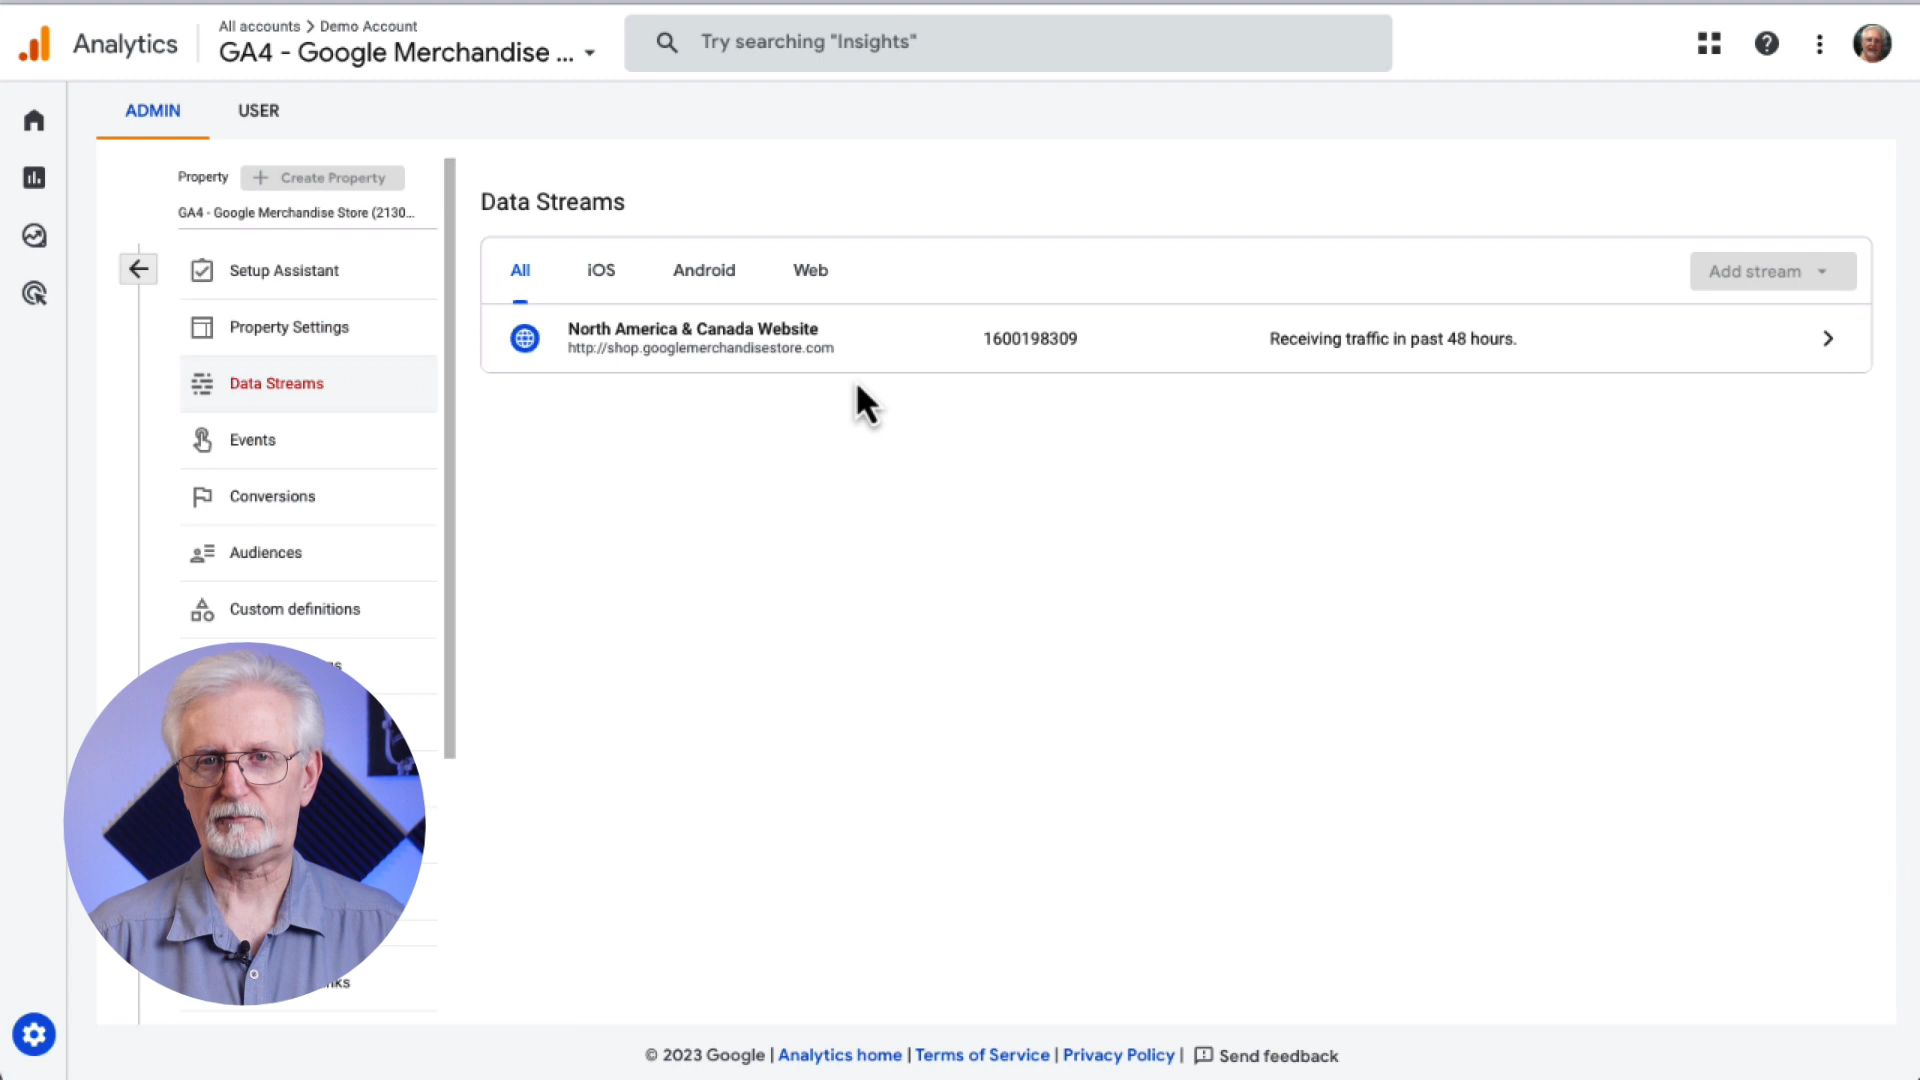 Analytics
All accounts > Demo Account
GA4 - Google Merchandise ...
Try searching "Insights"
ADMIN
USER
Property
+ Create Property
GA4 - Google Merchandise Store (2130...
Setup Assistant
Property Settings
Data Streams
Events
Conversions
Audiences
Custom definitions
Data Streams
All
iOS
Android
Web
Add stream
North America & Canada Website
http://shop.googlemerchandisestore.com
1600198309
Receiving traffic in past 48 hours.
© 2023 Google | Analytics home | Terms of Service | Privacy Policy | Send feedback